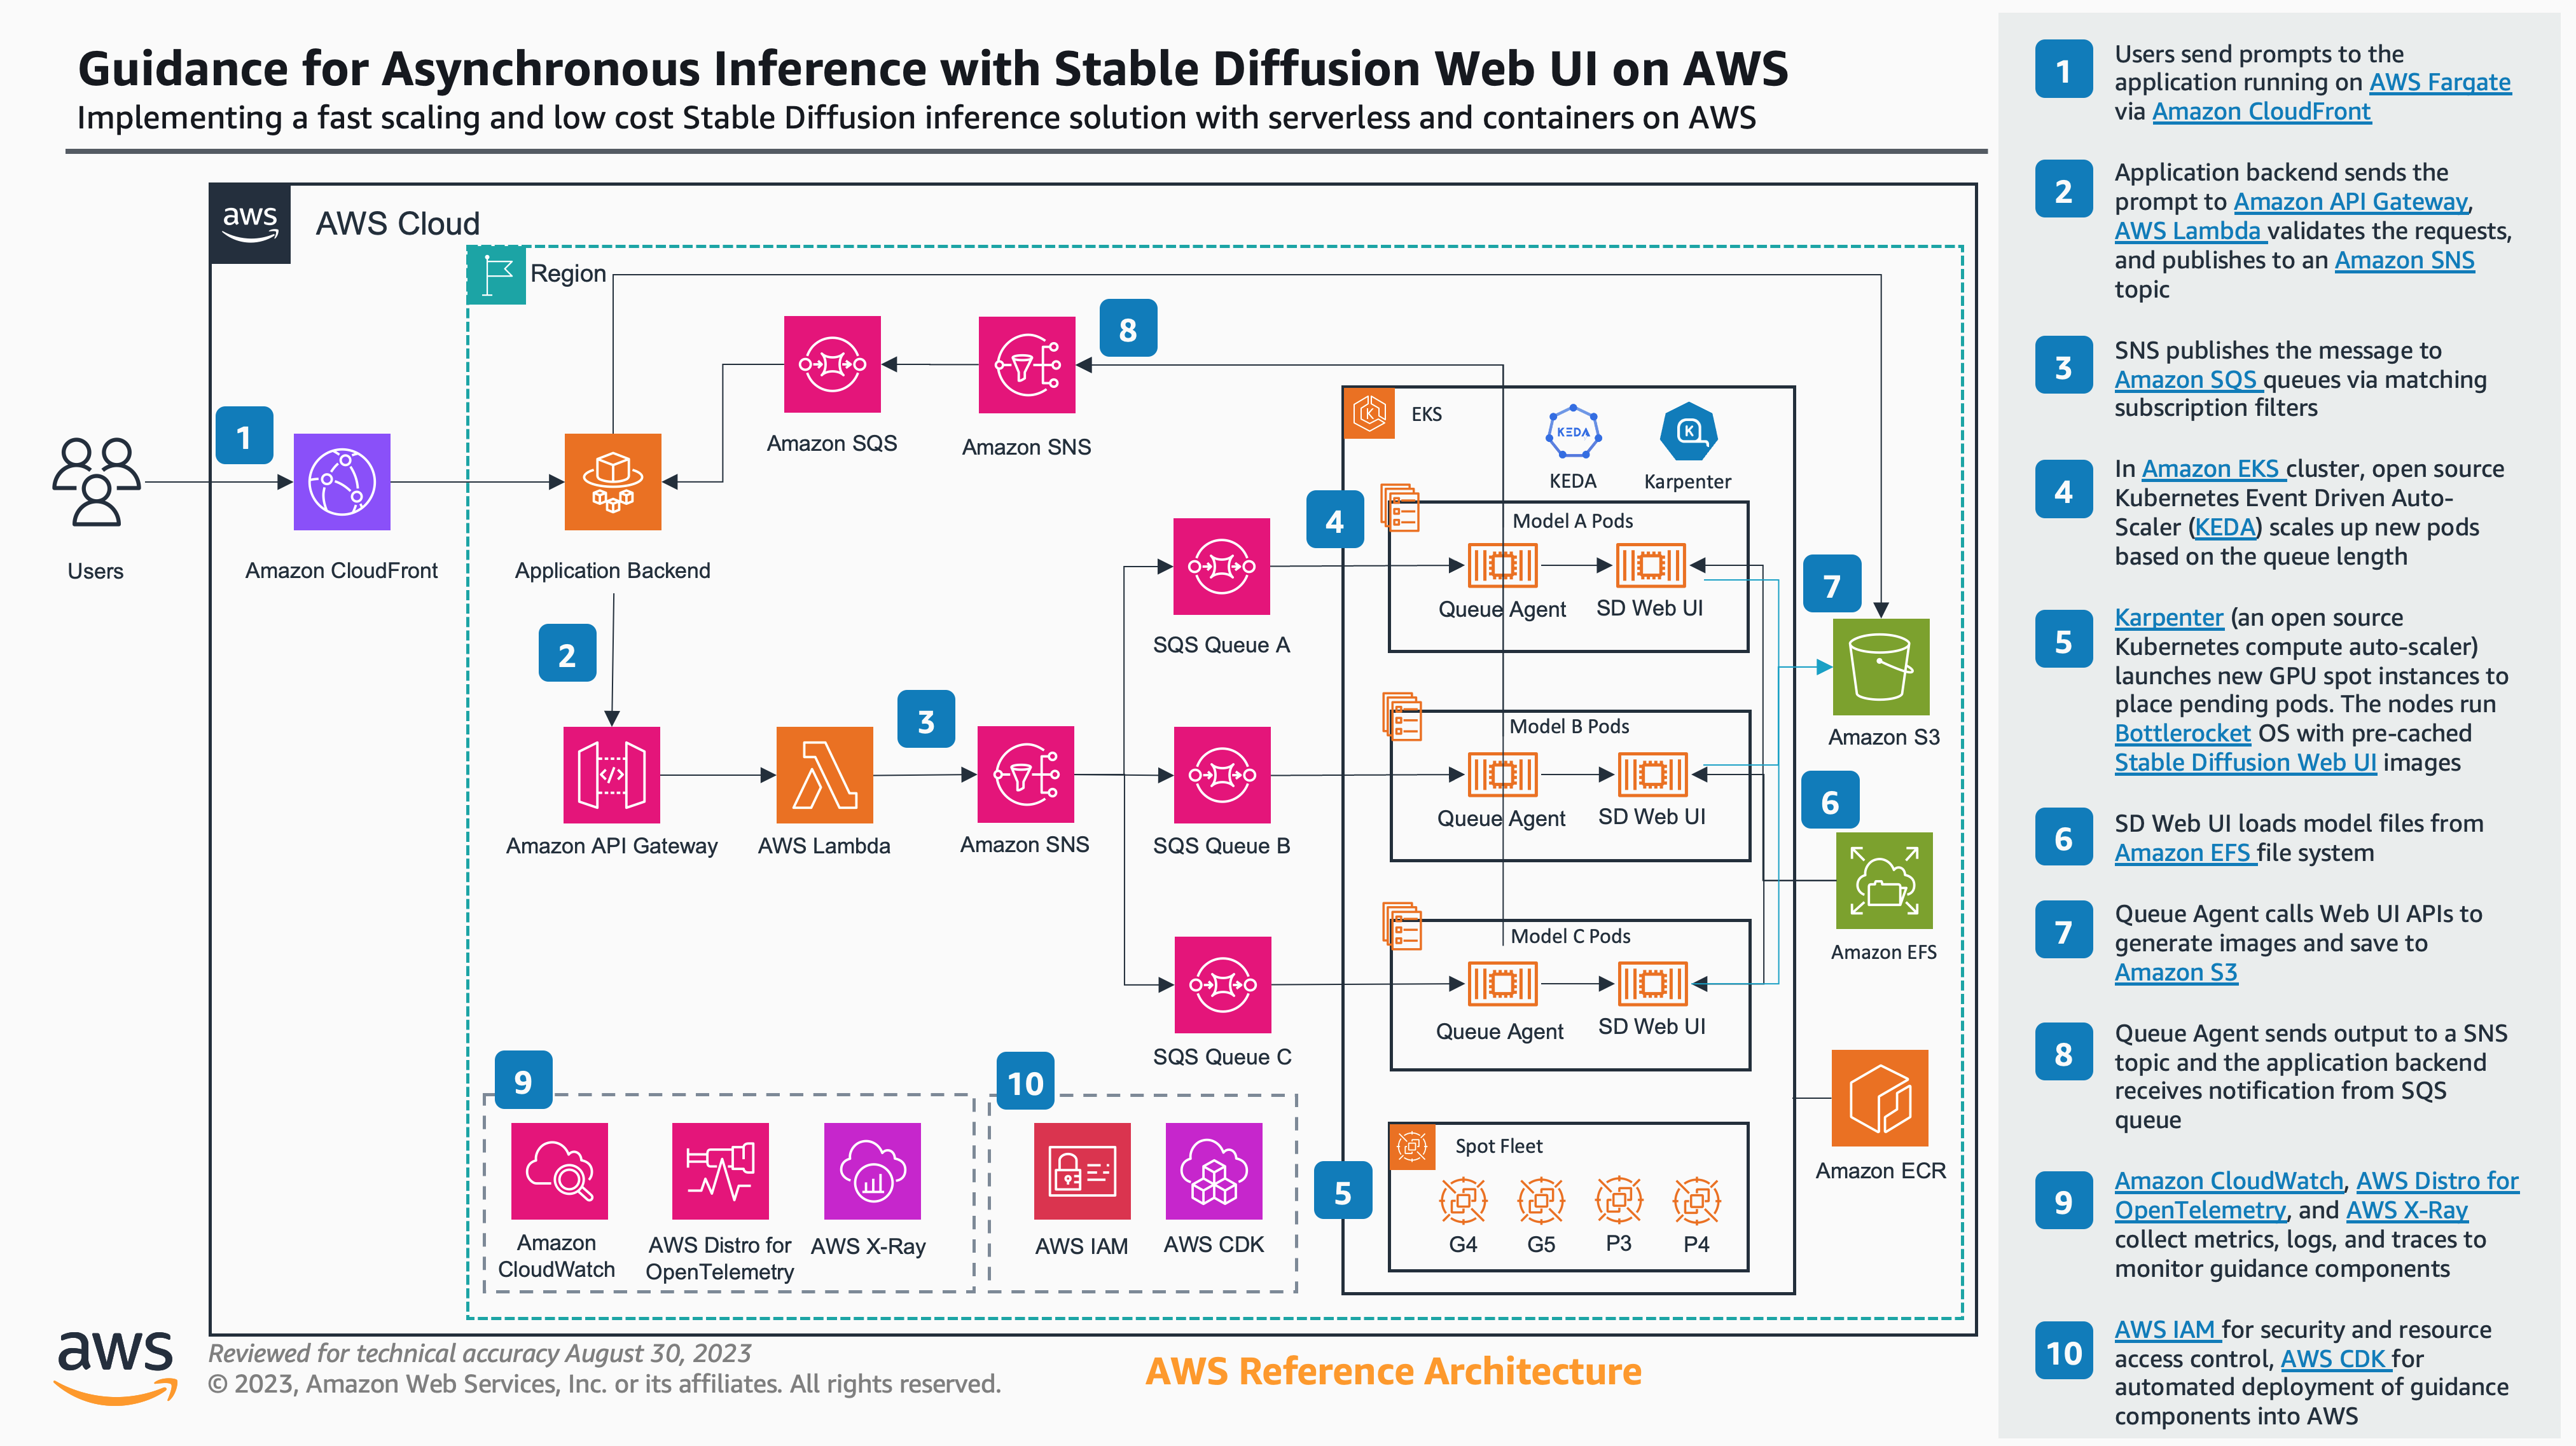 Guidance for Asynchronous Inference with Stable Diffusion Web UI on AWS
Implementing a fast scaling and low cost Stable Diffusion inference solution with serverless and containers on AWS
aws
AWS Cloud
Region
1
Users
Amazon CloudFront
Application Backend
Amazon SQS
Amazon SNS
8
2
Amazon API Gateway
AWS Lambda
3
Amazon SNS
SQS Queue A
SQS Queue B
SQS Queue C
EKS
KEDA
KEDA
K
Karpenter
4
Model A Pods
Queue Agent
SD Web UI
Model B Pods
Queue Agent
SD Web UI
Model C Pods
Queue Agent
SD Web UI
7
Amazon S3
6
Amazon EFS
Amazon ECR
5
Spot Fleet
G4
G5
P3
P4
9
Amazon
CloudWatch
AWS Distro for
OpenTelemetry
AWS X-Ray
10
AWS IAM
AWS CDK
aws
Reviewed for technical accuracy August 30, 2023
© 2023, Amazon Web Services, Inc. or its affiliates. All rights reserved.
AWS Reference Architecture
1
Users send prompts to the
application running on AWS Fargate
via Amazon CloudFront
2
Application backend sends the
prompt to Amazon API Gateway,
AWS Lambda validates the requests,
and publishes to an Amazon SNS
topic
3
SNS publishes the message to
Amazon SQS queues via matching
subscription filters
4
In Amazon EKS cluster, open source
Kubernetes Event Driven Auto-
Scaler (KEDA) scales up new pods
based on the queue length
5
Karpenter (an open source
Kubernetes compute auto-scaler)
launches new GPU spot instances to
place pending pods. The nodes run
Bottlerocket OS with pre-cached
Stable Diffusion Web UI images
6
SD Web UI loads model files from
Amazon EFS file system
7
Queue Agent calls Web UI APIs to
generate images and save to
Amazon S3
8
Queue Agent sends output to a SNS
topic and the application backend
receives notification from SQS
queue
9
Amazon CloudWatch, AWS Distro for
OpenTelemetry, and AWS X-Ray
collect metrics, logs, and traces to
monitor guidance components
10
AWS IAM for security and resource
access control, AWS CDK for
automated deployment of guidance
components into AWS